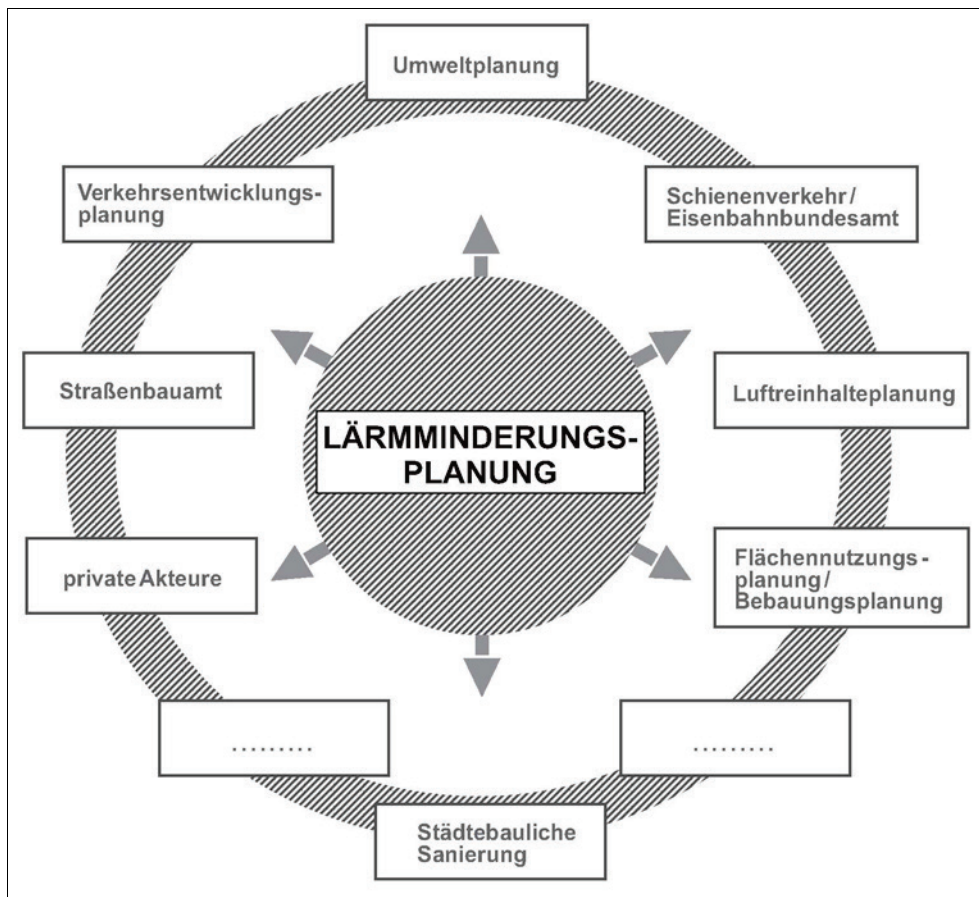 Umweltplanung
Verkehrsentwicklungs-
planung
Schienenverkehr /
Eisenbahnbundesamt
Straßenbauamt
Luftreinhalteplanung
LÄRMMINDERUNGS-
PLANUNG
private Akteure
Flächennutzungs-
planung /
Bebauungsplanung
.........
.........
Städtebauliche
Sanierung